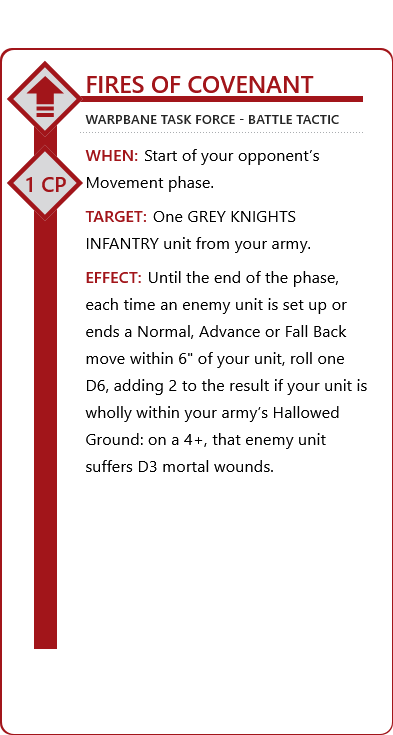 FIRES OF COVENANT
WARPBANE TASK FORCE - BATTLE TACTIC
WHEN: Start of your opponent’s
Movement phase.
1 CP
TARGET: One GREY KNIGHTS
INFANTRY unit from your army.
EFFECT: Until the end of the phase,
each time an enemy unit is set up or
ends a Normal, Advance or Fall Back
move within 6" of your unit, roll one
D6, adding 2 to the result if your unit is
wholly within your army’s Hallowed
Ground: on a 4+, that enemy unit
suffers D3 mortal wounds.